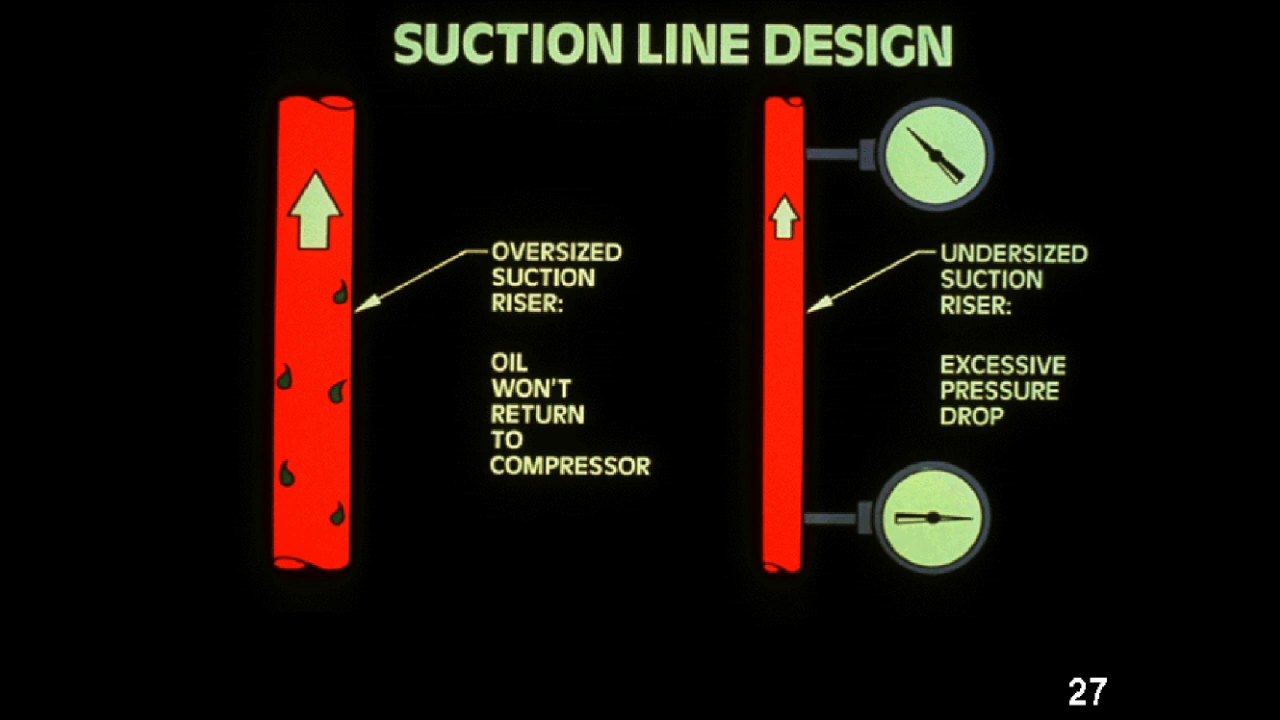 SUCTION LINE DESIGN
OVERSIZED
SUCTION
RISER:
OIL
WON'T
RETURN
TO
COMPRESSOR
UNDERSIZED
SUCTION
RISER:
EXCESSIVE
PRESSURE
DROP
27